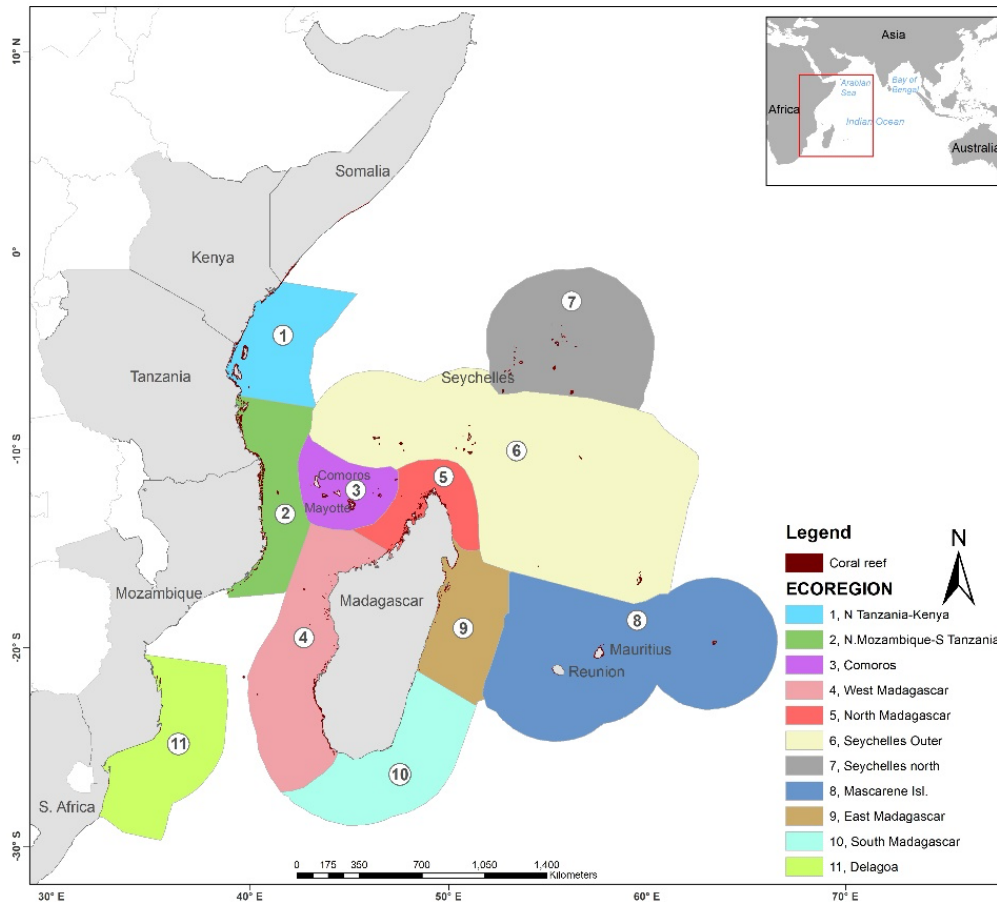 10°N
0°
-10°S
-20°S
-30°S
30° E
40° E
50° E
60° E
70° E
Somalia
Kenya
Tanzania
Mozambique
S. Africa
Seychelles
Comoros
Mayotte
Madagascar
Mauritius
Reunion
1
2
3
4
5
6
7
8
9
10
11
Asia
Africa
Arabian
Sea
Bay of
Bengal
Indian Ocean
Australia
N
Legend
Coral reef
ECOREGION
1, N Tanzania-Kenya
2, N.Mozambique-S Tanzania
3, Comoros
4, West Madagascar
5, North Madagascar
6, Seychelles Outer
7, Seychelles north
8, Mascarene Isl.
9, East Madagascar
10, South Madagascar
11, Delagoa
0 175 350 700 1,050 1,400
Kilometers